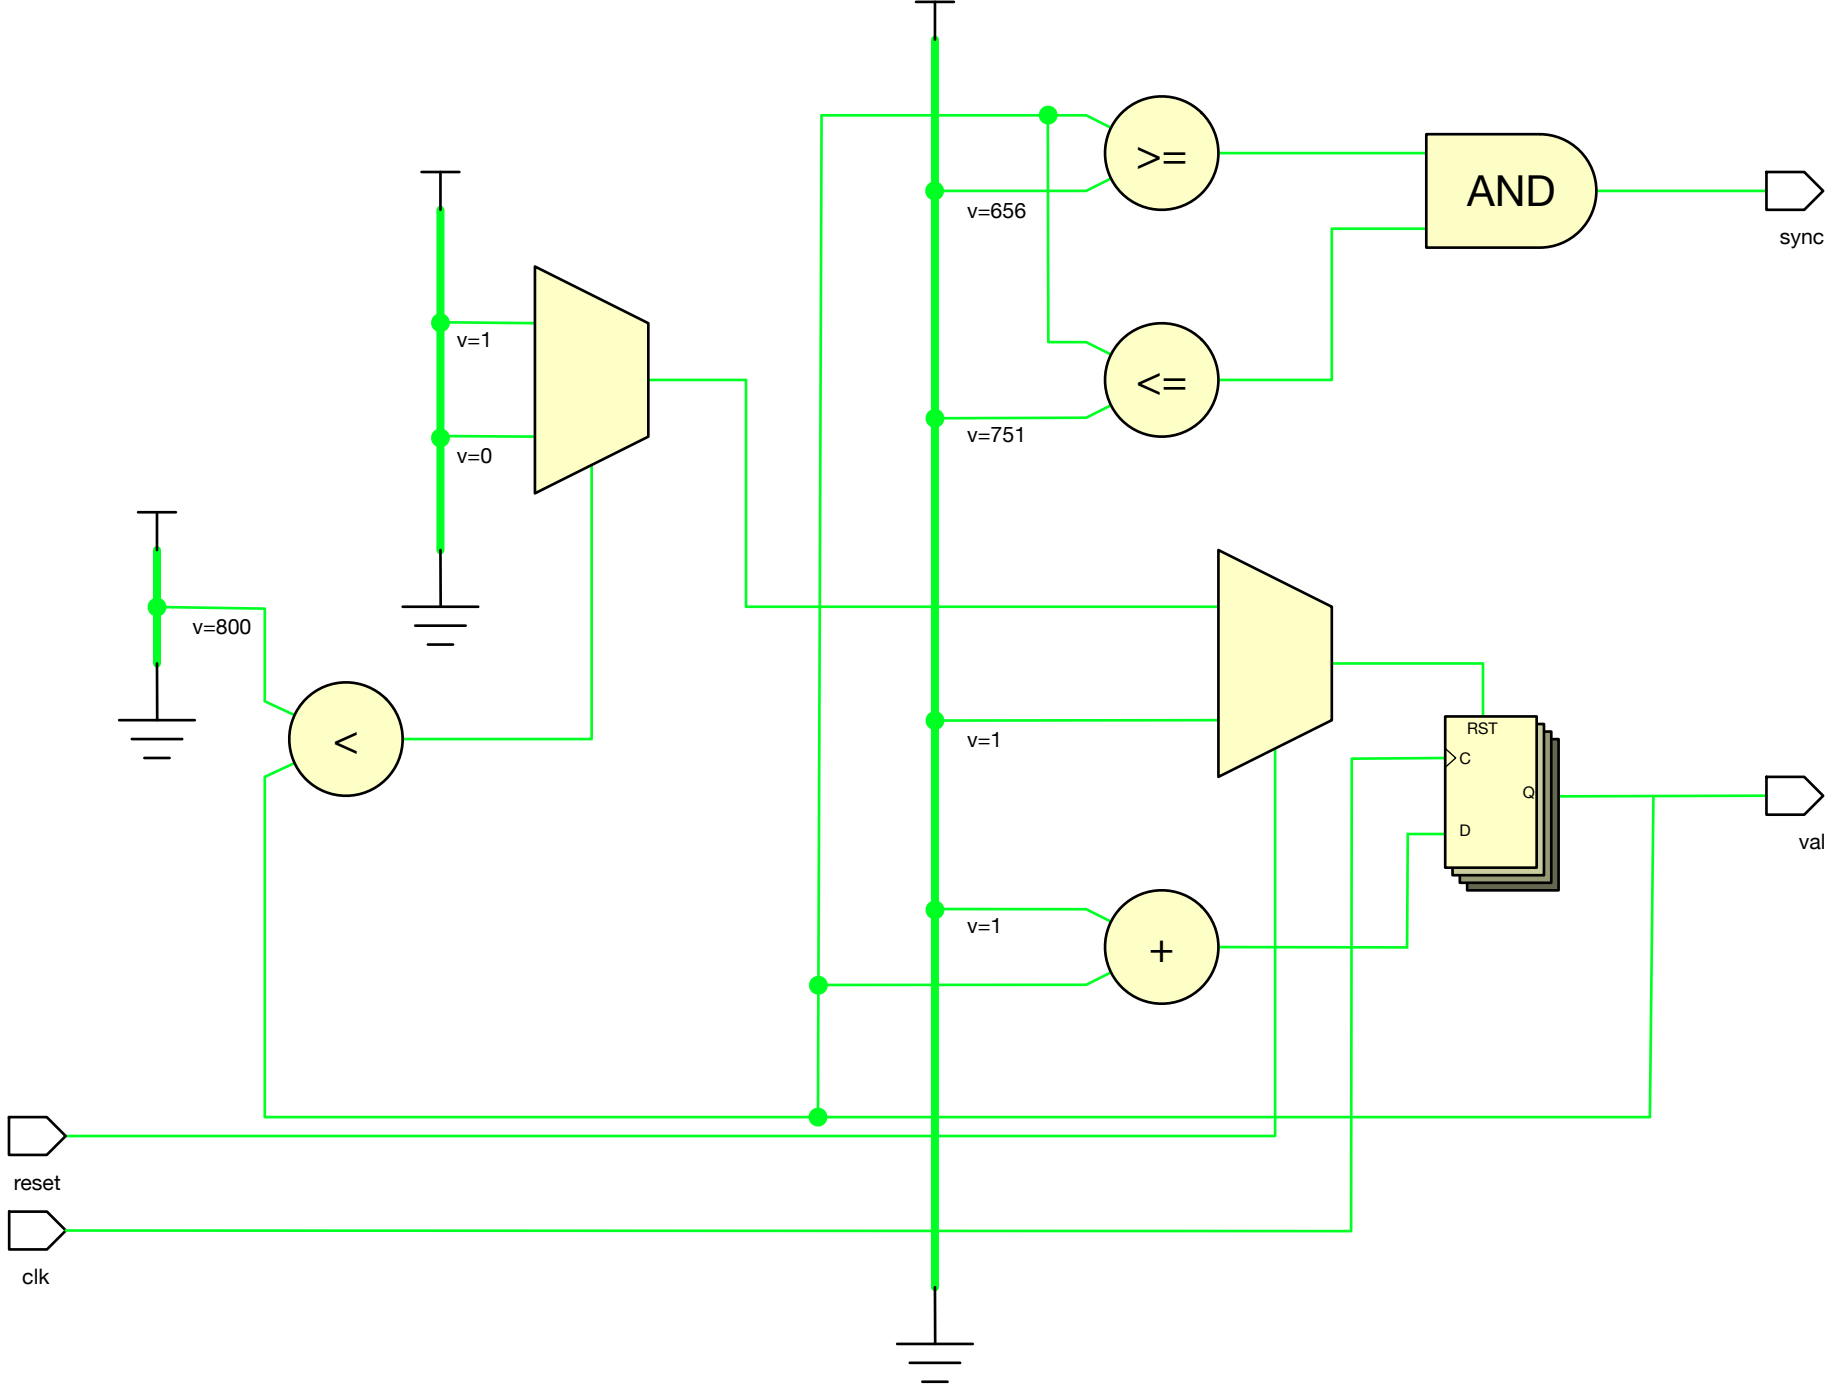 >=
v=656
AND
sync
v=1
<=
v=751
v=0
v=800
<
RST
C
Q
D
v=1
val
v=1
+
reset
clk